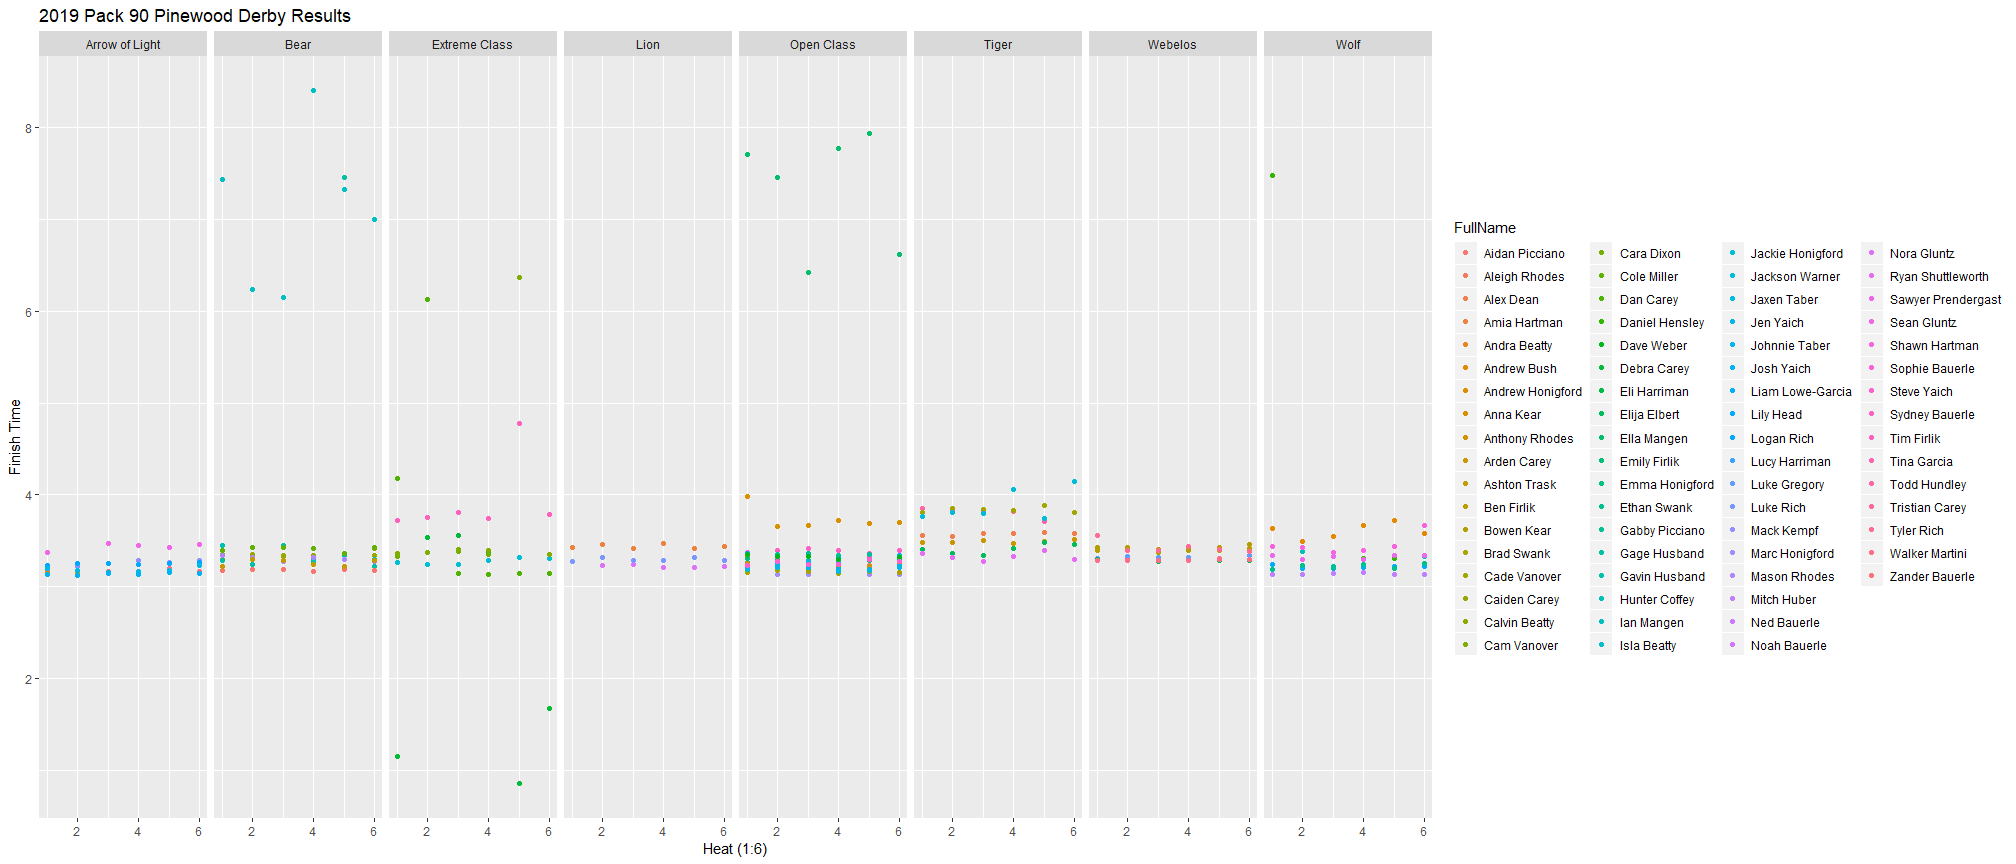 2019 Pack 90 Pinewood Derby Results
Arrow of Light
Bear
Extreme Class
Lion
Open Class
Tiger
Webelos
Wolf
Finish Time
8
6
4
2
2 4 6
2 4 6
2 4 6
2 4 6
2 4 6
2 4 6
2 4 6
2 4 6
Heat (1:6)
FullName
Aidan Picciano
Aleigh Rhodes
Alex Dean
Amia Hartman
Andra Beatty
Andrew Bush
Andrew Honigford
Anna Kear
Anthony Rhodes
Arden Carey
Ashton Trask
Ben Firlik
Bowen Kear
Brad Swank
Cade Vanover
Caiden Carey
Calvin Beatty
Cam Vanover
Cara Dixon
Cole Miller
Dan Carey
Daniel Hensley
Dave Weber
Debra Carey
Eli Harriman
Elija Elbert
Ella Mangen
Emily Firlik
Emma Honigford
Ethan Swank
Gabby Picciano
Gage Husband
Gavin Husband
Hunter Coffey
Ian Mangen
Isla Beatty
Jackie Honigford
Jackson Warner
Jaxen Taber
Jen Yaich
Johnnie Taber
Josh Yaich
Liam Lowe-Garcia
Lily Head
Logan Rich
Lucy Harriman
Luke Gregory
Luke Rich
Mack Kempf
Marc Honigford
Mason Rhodes
Mitch Huber
Ned Bauerle
Noah Bauerle
Nora Gluntz
Ryan Shuttleworth
Sawyer Prendergast
Sean Gluntz
Shawn Hartman
Sophie Bauerle
Steve Yaich
Sydney Bauerle
Tim Firlik
Tina Garcia
Todd Hundley
Tristian Carey
Tyler Rich
Walker Martini
Zander Bauerle